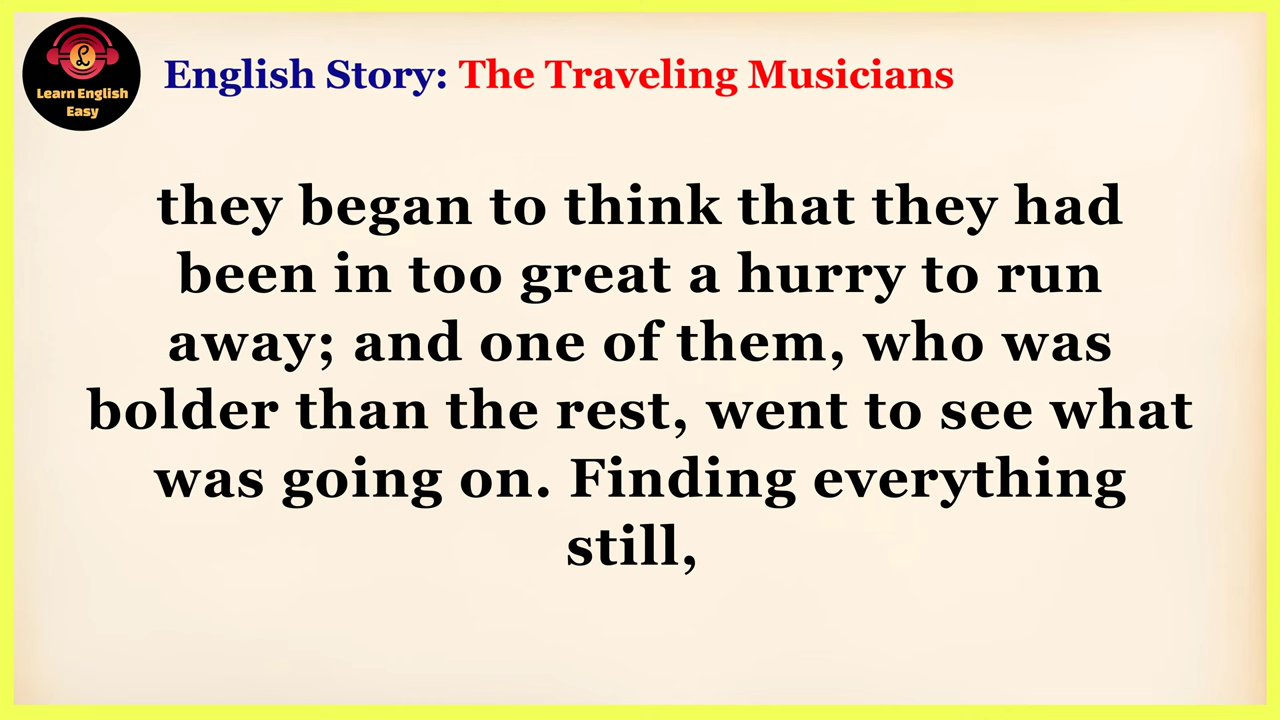 Learn English
Easy
English Story: The Traveling Musicians
they began to think that they had
been in too great a hurry to run
away; and one of them, who was
bolder than the rest, went to see what
was going on. Finding everything
still,